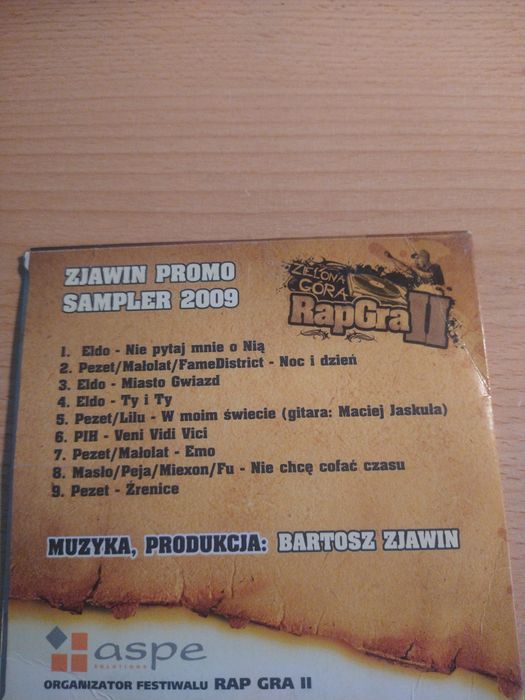 ZJAWIN PROMO
SAMPLER 2009
ZIELONA
GÓRA
RapGra II
1. Eldo - Nie pytaj mnie o Nią
2. Pezet/Małolat/FameDistrict - Noc i dzień
3. Eldo - Miasto Gwiazd
4. Eldo - Ty i Ty
5. Pezet/Lilu - W moim świecie (gitara: Maciej Jaskuła)
6. PIH - Veni Vidi Vici
7. Pezet/Małolat - Emo
8. Masło/Peja/Miexon/Fu - Nie chcę cofać czasu
9. Pezet - Źrenice
MUZYKA, PRODUKCJA: BARTOSZ ZJAWIN
aspe
SOLUTIONS
ORGANIZATOR FESTIWALU RAP GRA II